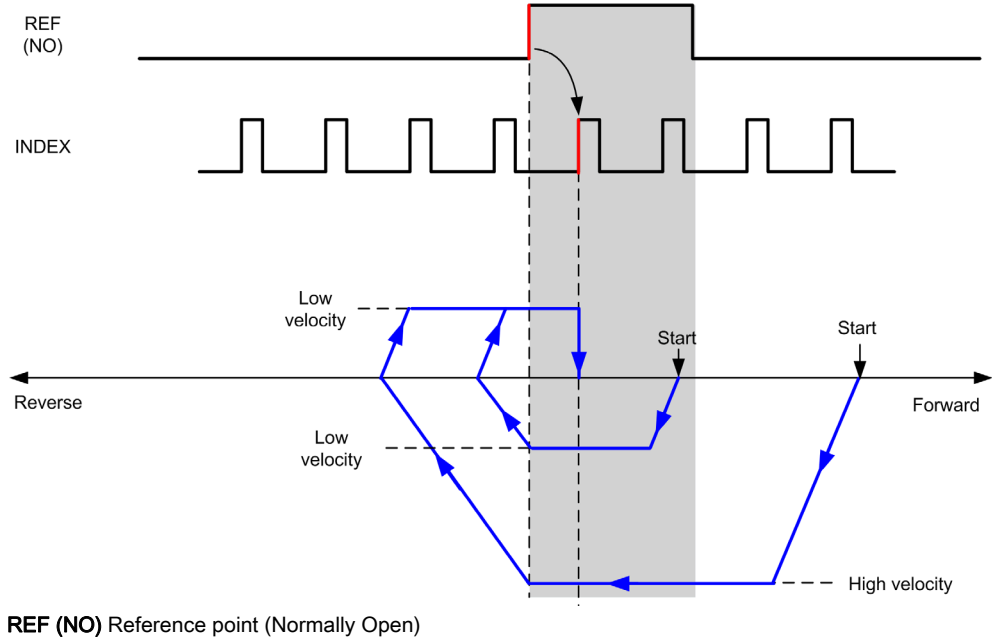 REF
(NO)
INDEX
Low
velocity
Start
Start
Reverse
Forward
Low
velocity
High velocity
REF (NO) Reference point (Normally Open)